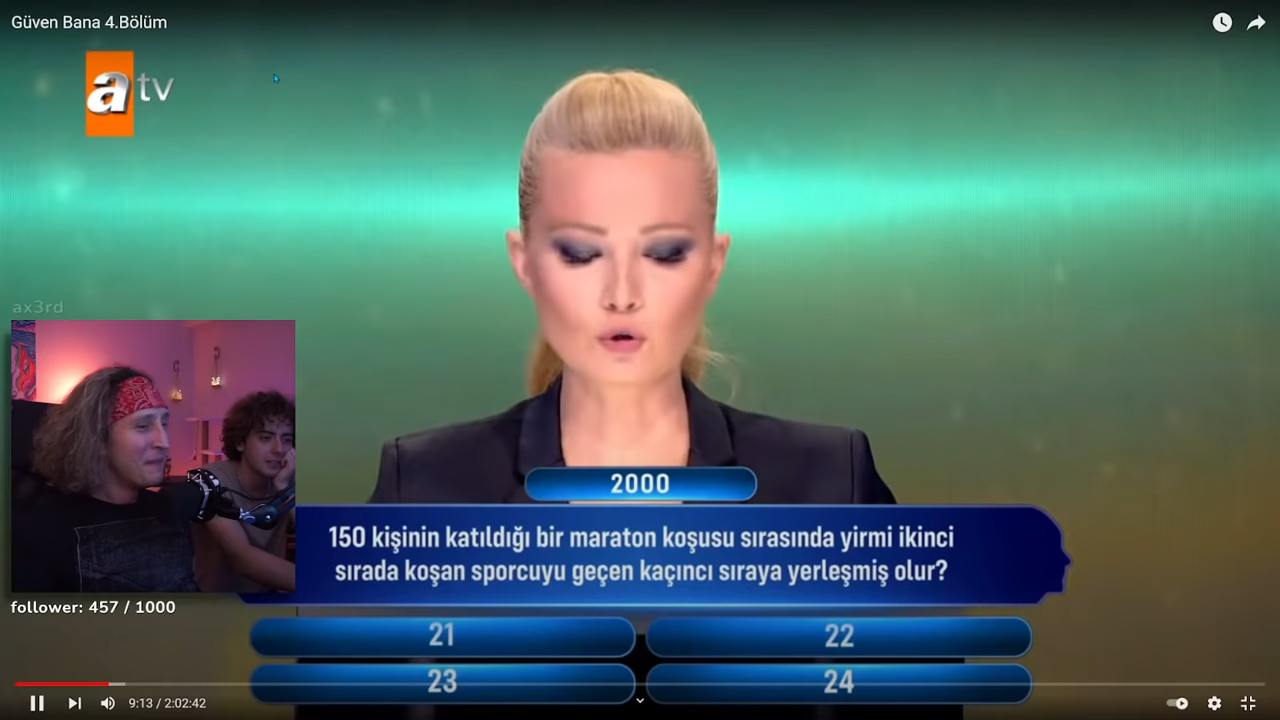 Güven Bana 4.Bölüm
a tv
ax3rd
2000
150 kişinin katıldığı bir maraton koşusu sırasında yirmi ikinci
sırada koşan sporcuyu geçen kaçıncı sıraya yerleşmiş olur?
follower: 457 / 1000
21
22
23
24
9:13 / 2:02:42